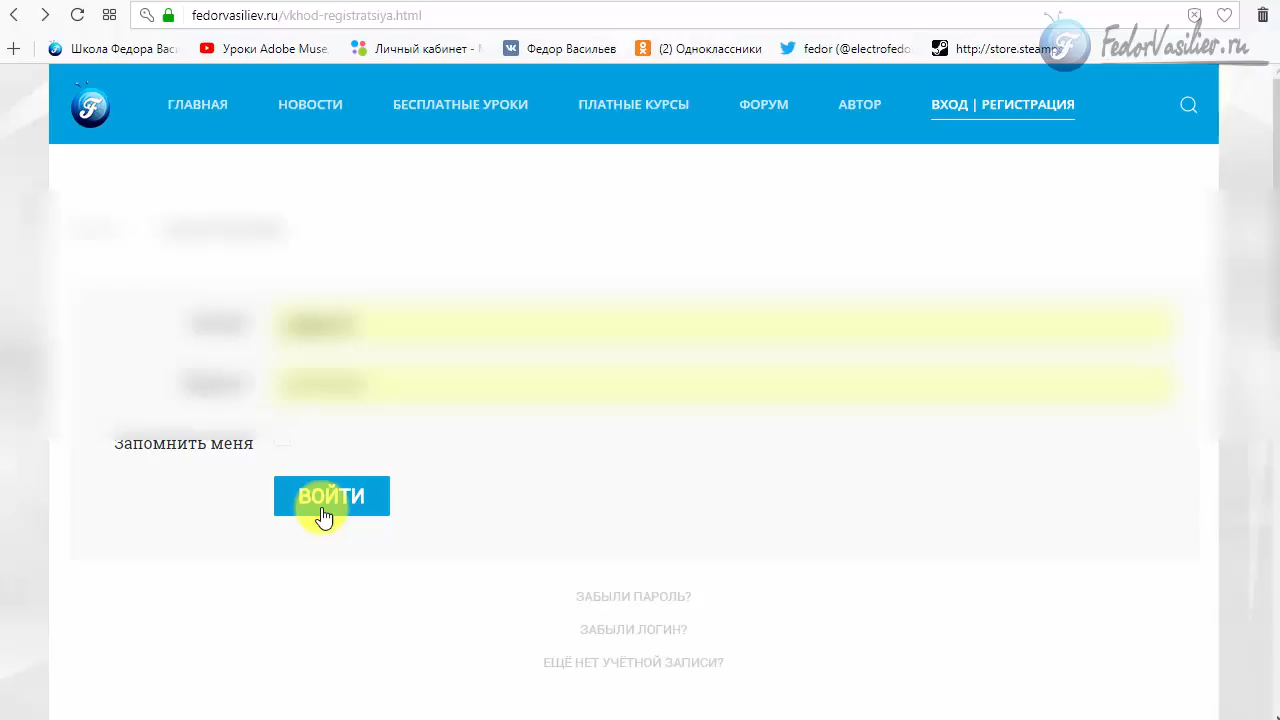 fedorvasiliev.ru/vkhod-registratsiya.html
Школа Федора Вас Уроки Adobe Muse, Личный кабинет - Федор Васильев (2) Одноклассники fedor (@electrofedo http://store.steamp
FedorVasiliev.ru
ГЛАВНАЯ НОВОСТИ БЕСПЛАТНЫЕ УРОКИ ПЛАТНЫЕ КУРСЫ ФОРУМ АВТОР ВХОД | РЕГИСТРАЦИЯ
Запомнить меня
ВОЙТИ
ЗАБЫЛИ ПАРОЛЬ?
ЗАБЫЛИ ЛОГИН?
ЕЩЁ НЕТ УЧЁТНОЙ ЗАПИСИ?